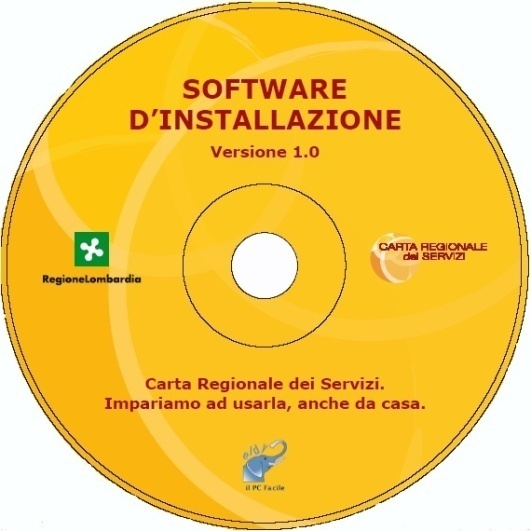 SOFTWARE
D'INSTALLAZIONE
Versione 1.0
RegioneLombardia
CARTA REGIONALE
dei SERVIZI
Carta Regionale dei Servizi.
Impariamo ad usarla, anche da casa.
il PC Facile